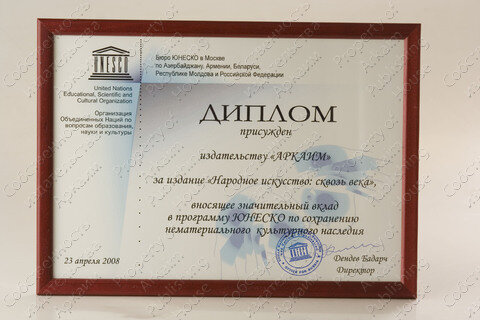 UNESCO
Бюро ЮНЕСКО в Москве
по Азербайджану, Армении, Беларуси,
Республике Молдова и Российской Федерации
United Nations
Educational, Scientific and
Cultural Organization
Организация
Объединенных Наций по
вопросам образования,
науки и культуры
ДИПЛОМ
присужден
издательству «АРКАИМ»
за издание «Народное искусство: сквозь века»,
вносящее значительный вклад
в программу ЮНЕСКО по сохранению
нематериального культурного наследия
23 апреля 2008
Дендев Бадарч
Директор